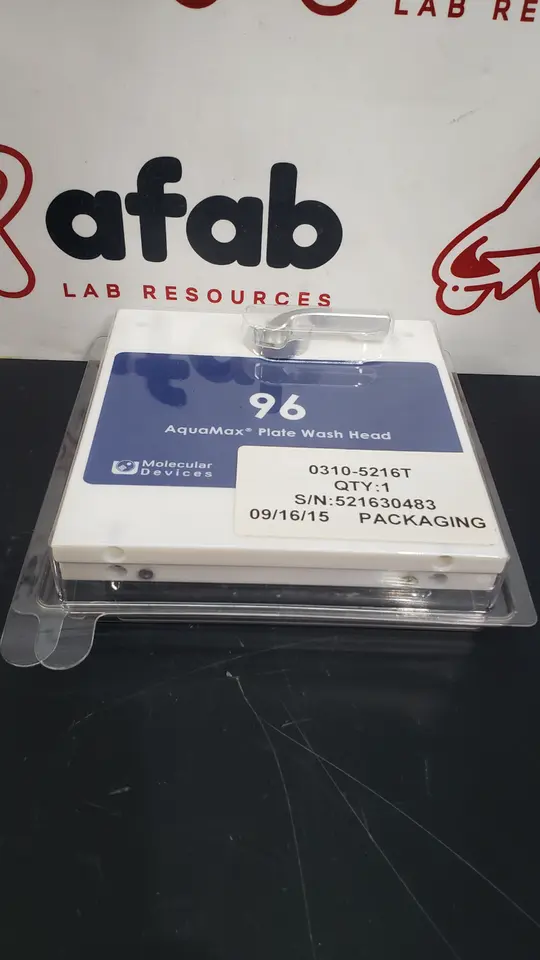 LAB RE
afab
LAB RESOURCES
96
AquaMax® Plate Wash Head
Molecular
Devices
0310-5216T
QTY:1
S/N:521630483
09/16/15 PACKAGING